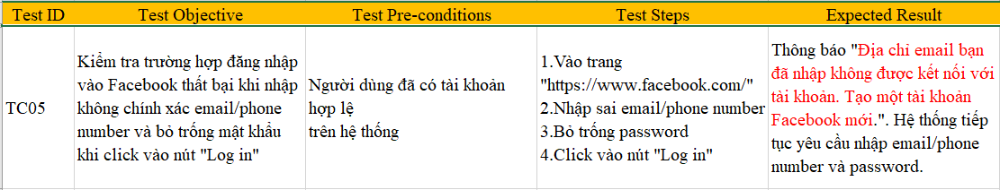 Test ID
Test Objective
Test Pre-conditions
Test Steps
Expected Result
TC05
Kiểm tra trường hợp đăng nhập
vào Facebook thất bại khi nhập
không chính xác email/phone
number và bỏ trống mật khẩu
khi click vào nút "Log in"
Người dùng đã có tài khoản
hợp lệ
trên hệ thống
1.Vào trang
"https://www.facebook.com/"
2.Nhập sai email/phone number
3.Bỏ trống password
4.Click vào nút "Log in"
Thông báo "Địa chỉ email bạn
đã nhập không được kết nối với
tài khoản. Tạo một tài khoản
Facebook mới.". Hệ thống tiếp
tục yêu cầu nhập email/phone
number và password.